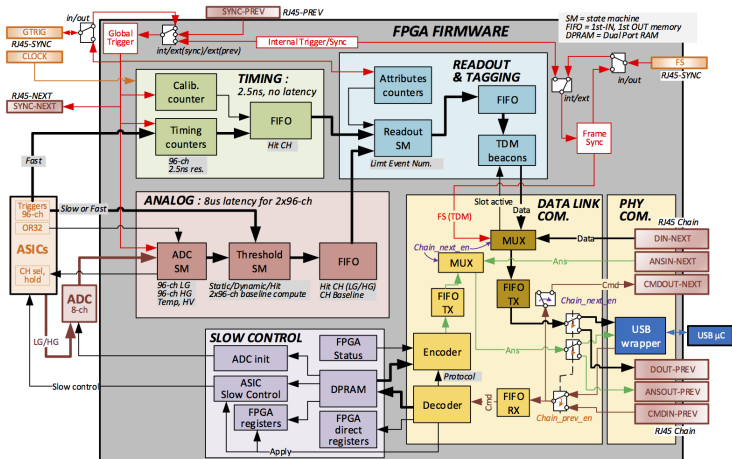 SYNC-PREV
RJ45-PREV
FPGA FIRMWARE
SM = state machine
FIFO = 1st-IN, 1st OUT memory
DPRAM = Dual Port RAM
in/out
GTRIG
RJ45-SYNC
CLOCK
Global
Trigger
int/ext(sync)/ext(prev)
Internal Trigger/Sync
in/out
FS
RJ45-SYNC
int/ext
RJ45-NEXT
SYNC-NEXT
TIMING :
2.5ns, no latency
Calib.
counter
Timing
counters
96-ch
2.5ns res.
FIFO
Hit CH
READOUT
& TAGGING
Attributes
counters
Readout
SM
Limt Event Num.
FIFO
TDM
beacons
Frame
Sync
Fast
Slow or Fast
Triggers
96-ch
OR32
ASICs
CH sel,
hold
ADC
8-ch
LG/HG
Slow control
ANALOG : 8us latency for 2x96-ch
ADC
SM
96-ch LG
96-ch HG
Temp, HV
Threshold
SM
Static/Dynamic/Hit
2x96-ch baseline compute
FIFO
Hit CH (LG/HG)
CH Baseline
Slot active
Data
FS (TDM)
DATA LINK
COM.
PHY
COM.
MUX
Chain_next_en
MUX
FIFO
TX
FIFO
TX
Data
Ans
Cmd
Chain_next_en
RJ45 Chain
DIN-NEXT
ANSIN-NEXT
CMDOUT-NEXT
USB
wrapper
USB µC
Ans
DOUT-PREV
ANSOUT-PREV
CMDIN-PREV
RJ45 Chain
SLOW CONTROL
FPGA
Status
ADC init
ASIC
Slow Control
DPRAM
FPGA
registers
FPGA
direct
registers
Apply
Encoder
Protocol
Decoder
Cmd
FIFO
RX
Chain_prev_en